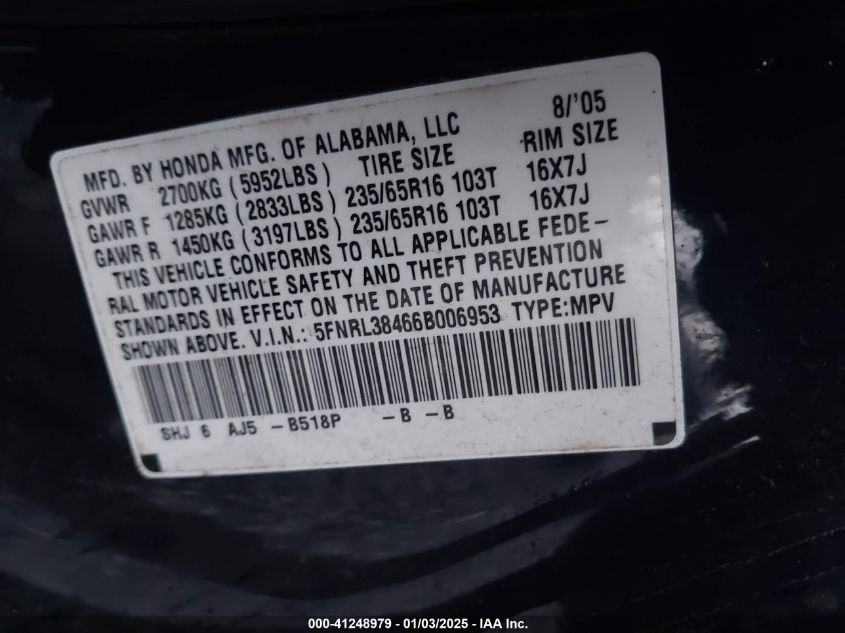 8/'05
MFD. BY HONDA MFG. OF ALABAMA, LLC
GVWR 2700KG (5952LBS) TIRE SIZE RIM SIZE
GAWR F 1285KG (2833LBS) 235/65R16 103T 16X7J
GAWR R 1450KG (3197LBS) 235/65R16 103T 16X7J
THIS VEHICLE CONFORMS TO ALL APPLICABLE FEDE-
RAL MOTOR VEHICLE SAFETY AND THEFT PREVENTION
STANDARDS IN EFFECT ON THE DATE OF MANUFACTURE
SHOWN ABOVE. V.I.N.: 5FNRL38466B006953 TYPE:MPV
SHJ 6 AJ5 -B518P -B -B
000-41248979 - 01/03/2025 - IAA Inc.